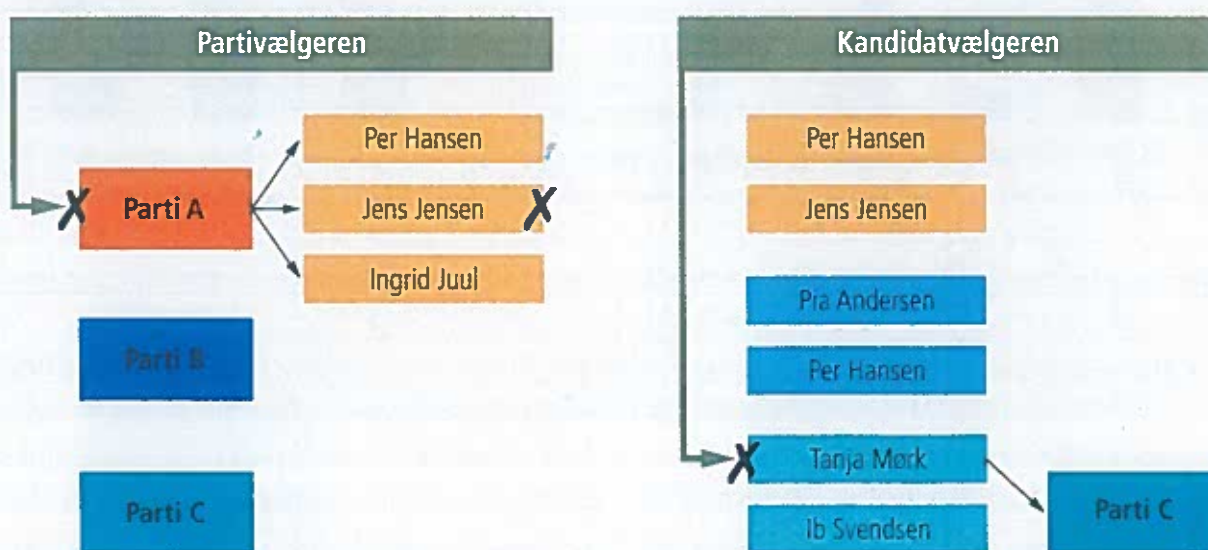 Partivælgeren
Per Hansen
X
Parti A
Jens Jensen
X
Ingrid Juul
Parti B
Parti C
Kandidatvælgeren
Per Hansen
Jens Jensen
Pia Andersen
Per Hansen
X
Tanja Mørk
Parti C
Ib Svendsen